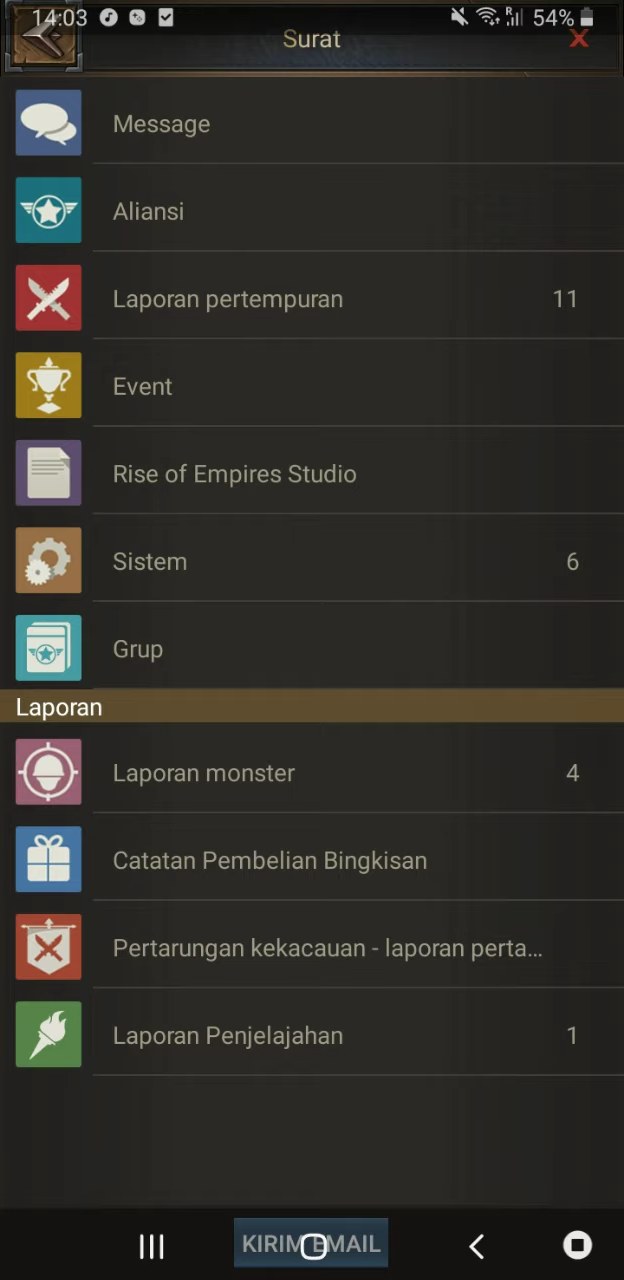 14:03
54%
Surat
Message
Aliansi
Laporan pertempuran 11
Event
Rise of Empires Studio
Sistem 6
Grup
Laporan
Laporan monster 4
Catatan Pembelian Bingkisan
Pertarungan kekacauan - laporan perta...
Laporan Penjelajahan 1
KIRIM EMAIL